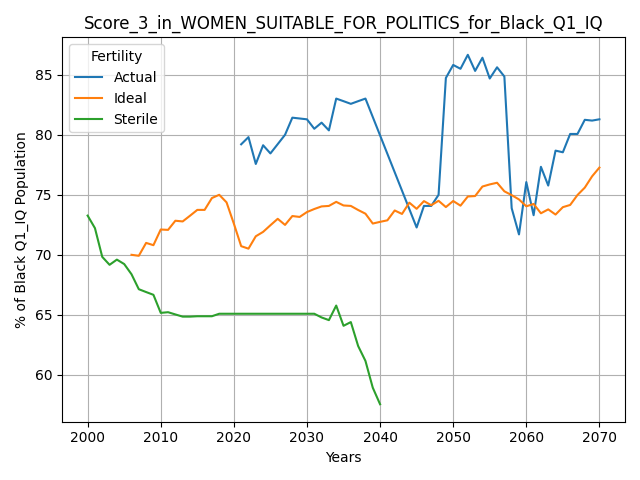 Score_3_in_WOMEN_SUITABLE_FOR_POLITICS_for_Black_Q1_IQ
Fertility
Actual
Ideal
Sterile
% of Black Q1_IQ Population
85
80
75
70
65
60
2000 2010 2020 2030 2040 2050 2060 2070
Years